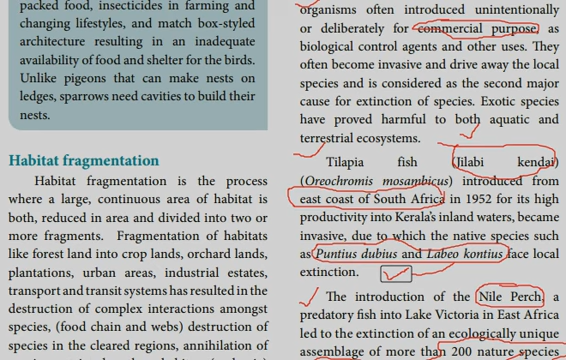 packed food, insecticides in farming and
changing lifestyles, and match box-styled
architecture resulting in an inadequate
availability of food and shelter for the birds.
Unlike pigeons that can make nests on
ledges, sparrows need cavities to build their
nests.
Habitat fragmentation
Habitat fragmentation is the process
where a large, continuous area of habitat is
both, reduced in area and divided into two or
more fragments. Fragmentation of habitats
like forest land into crop lands, orchard lands,
plantations, urban areas, industrial estates,
transport and transit systems has resulted in the
destruction of complex interactions amongst
species, (food chain and webs) destruction of
species in the cleared regions, annihilation of
organisms often introduced unintentionally
or deliberately for commercial purpose, as
biological control agents and other uses. They
often become invasive and drive away the local
species and is considered as the second major
cause for extinction of species. Exotic species
have proved harmful to both aquatic and
terrestrial ecosystems.
Tilapia fish (Jilabi kendai)
(Oreochromis mosambicus) introduced from
east coast of South Africa in 1952 for its high
productivity into Kerala's inland waters, became
invasive, due to which the native species such
as Puntius dubius and Labeo kontius face local
extinction.
The introduction of the Nile Perch, a
predatory fish into Lake Victoria in East Africa
led to the extinction of an ecologically unique
assemblage of more than 200 nature species